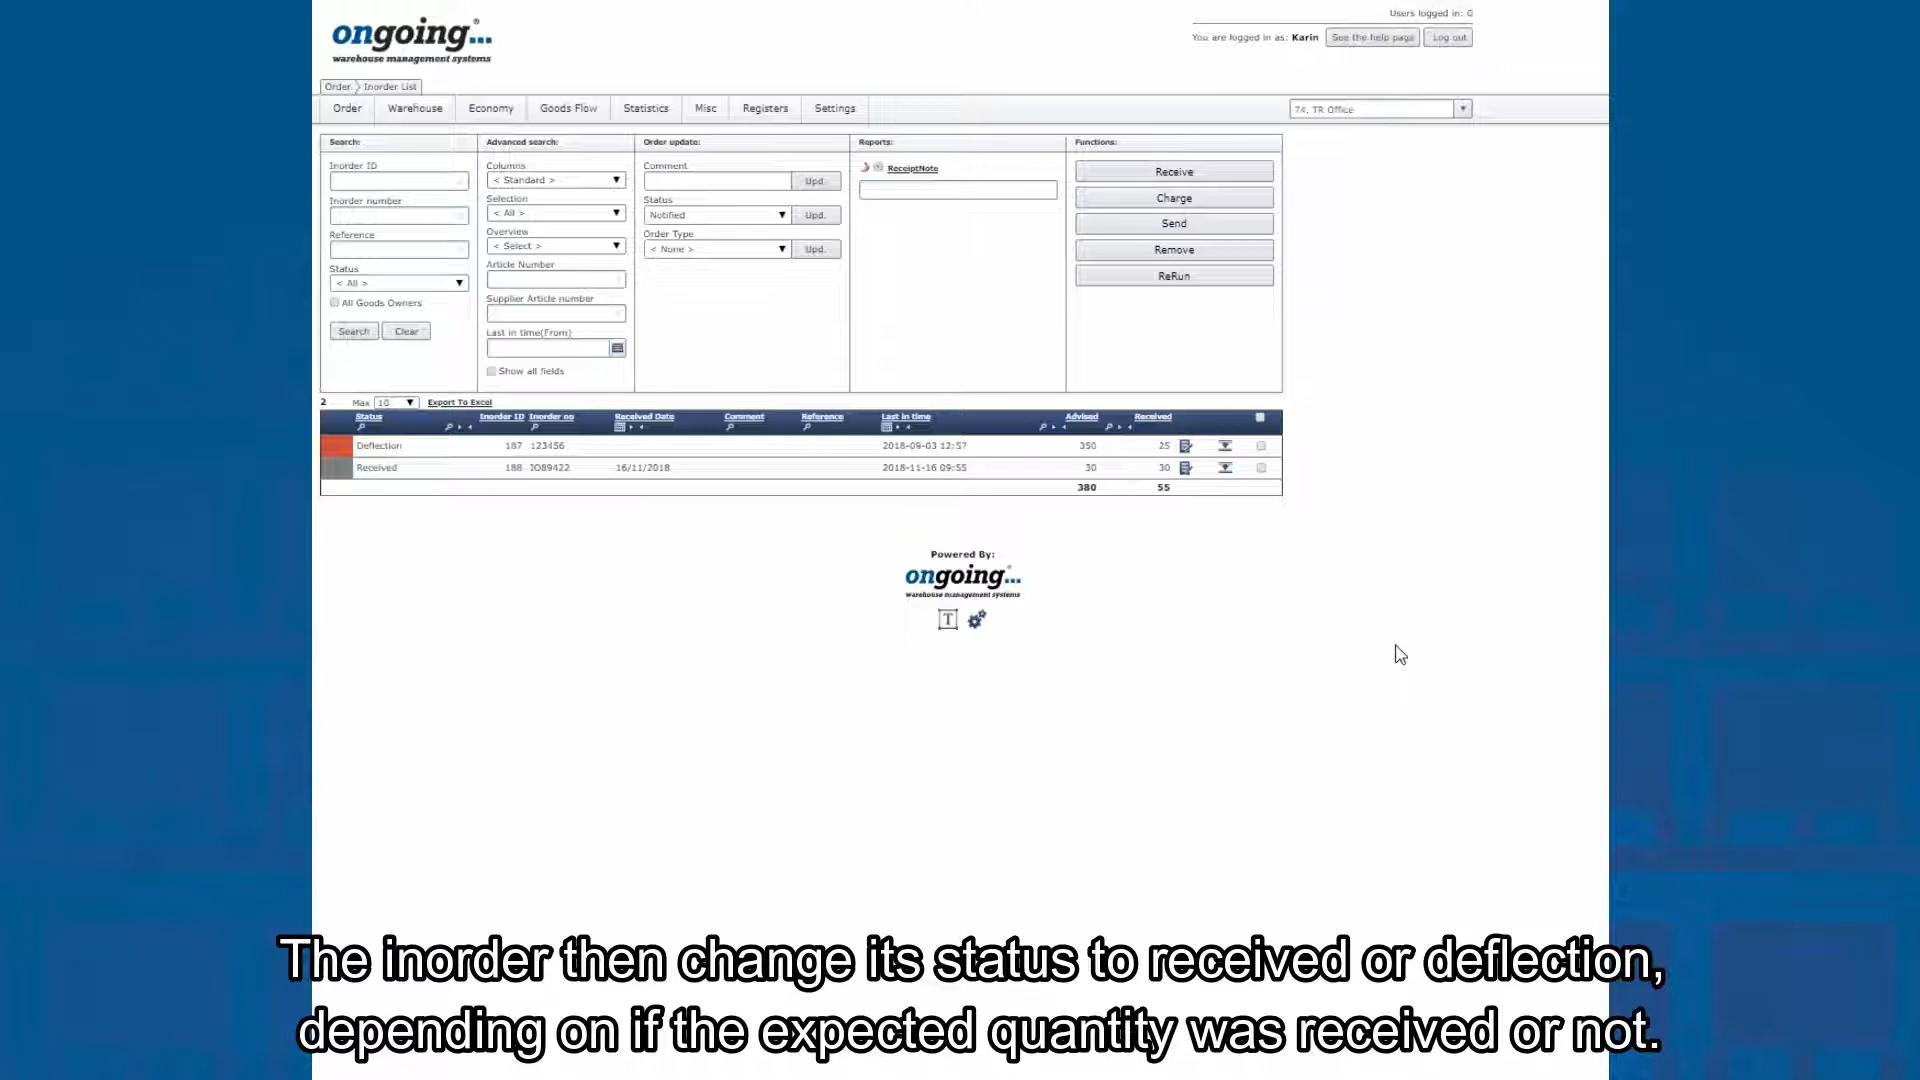 ongoing...
warehouse management systems
Users logged in: 0
You are logged in as: Karin See the help page Log out
Order Inorder List
Order Warehouse Economy Goods Flow Statistics Misc Registers Settings
74, TR Office
Search: Advanced search: Order update: Reports: Functions:
Inorder ID
Inorder number
Reference
Status
< All >
All Goods Owners
Search Clear
Columns
< Standard >
Selection
< All >
Overview
< Select >
Article Number
Supplier Article number
Last in time(From)
Show all fields
Comment
Upd.
Status
Notified Upd.
Order Type
< None > Upd.
ReceiptNote
Receive
Charge
Send
Remove
ReRun
2 Max 10 Export To Excel
Status Inorder ID Inorder no Received Date Comment Reference Last in time Advised Received
Deflection 187 123456 2018-09-03 12:57 350 25
Received 188 IO89422 16/11/2018 2018-11-16 09:55 30 30
380 55
Powered By:
ongoing...
warehouse management systems
T
The inorder then change its status to received or deflection,
depending on if the expected quantity was received or not.